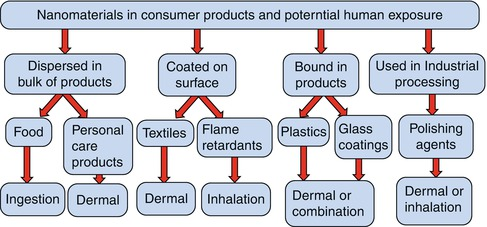 Nanomaterials in consumer products and potential human exposure
Dispersed in
bulk of products
Coated on
surface
Bound in
products
Used in Industrial
processing
Food
Personal
care
products
Textiles
Flame
retardants
Plastics
Glass
coatings
Polishing
agents
Ingestion
Dermal
Dermal
Inhalation
Dermal or
combination
Dermal or
inhalation